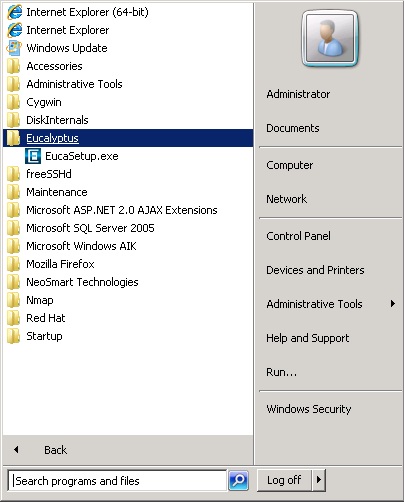 Internet Explorer (64-bit)
Internet Explorer
Windows Update
Accessories
Administrative Tools
Cygwin
DiskInternals
Eucalyptus
EucaSetup.exe
freeSSHd
Maintenance
Microsoft ASP.NET 2.0 AJAX Extensions
Microsoft SQL Server 2005
Microsoft Windows AIK
Mozilla Firefox
NeoSmart Technologies
Nmap
Red Hat
Startup
Back
Search programs and files
Administrator
Documents
Computer
Network
Control Panel
Devices and Printers
Administrative Tools
Help and Support
Run...
Windows Security
Log off